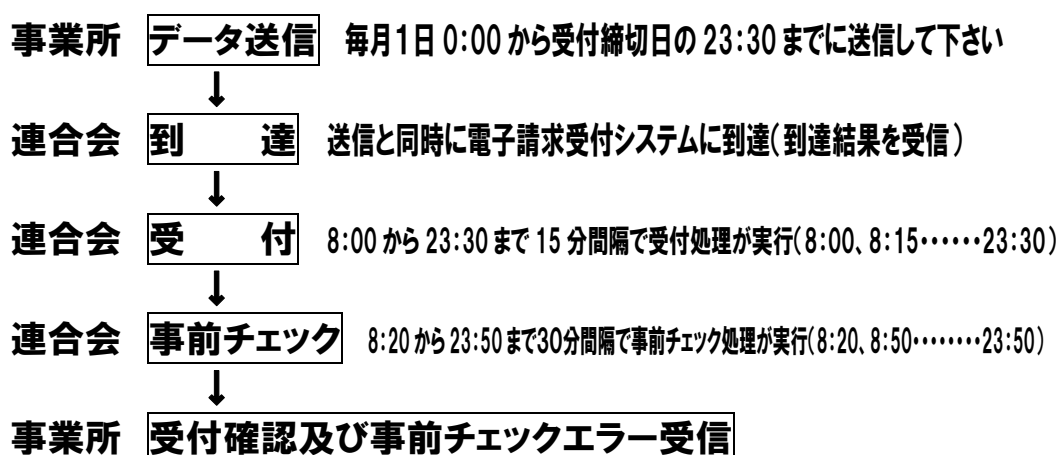 事業所 データ送信 毎月1日 0:00 から受付締切日の 23:30 までに送信して下さい
↓
連合会 到 達 送信と同時に電子請求受付システムに到達(到達結果を受信)
↓
連合会 受 付 8:00 から 23:30 まで 15 分間隔で受付処理が実行(8:00、8:15……23:30)
↓
連合会 事前チェック 8:20 から 23:50 まで30分間隔で事前チェック処理が実行(8:20、8:50………23:50)
↓
事業所 受付確認及び事前チェックエラー受信